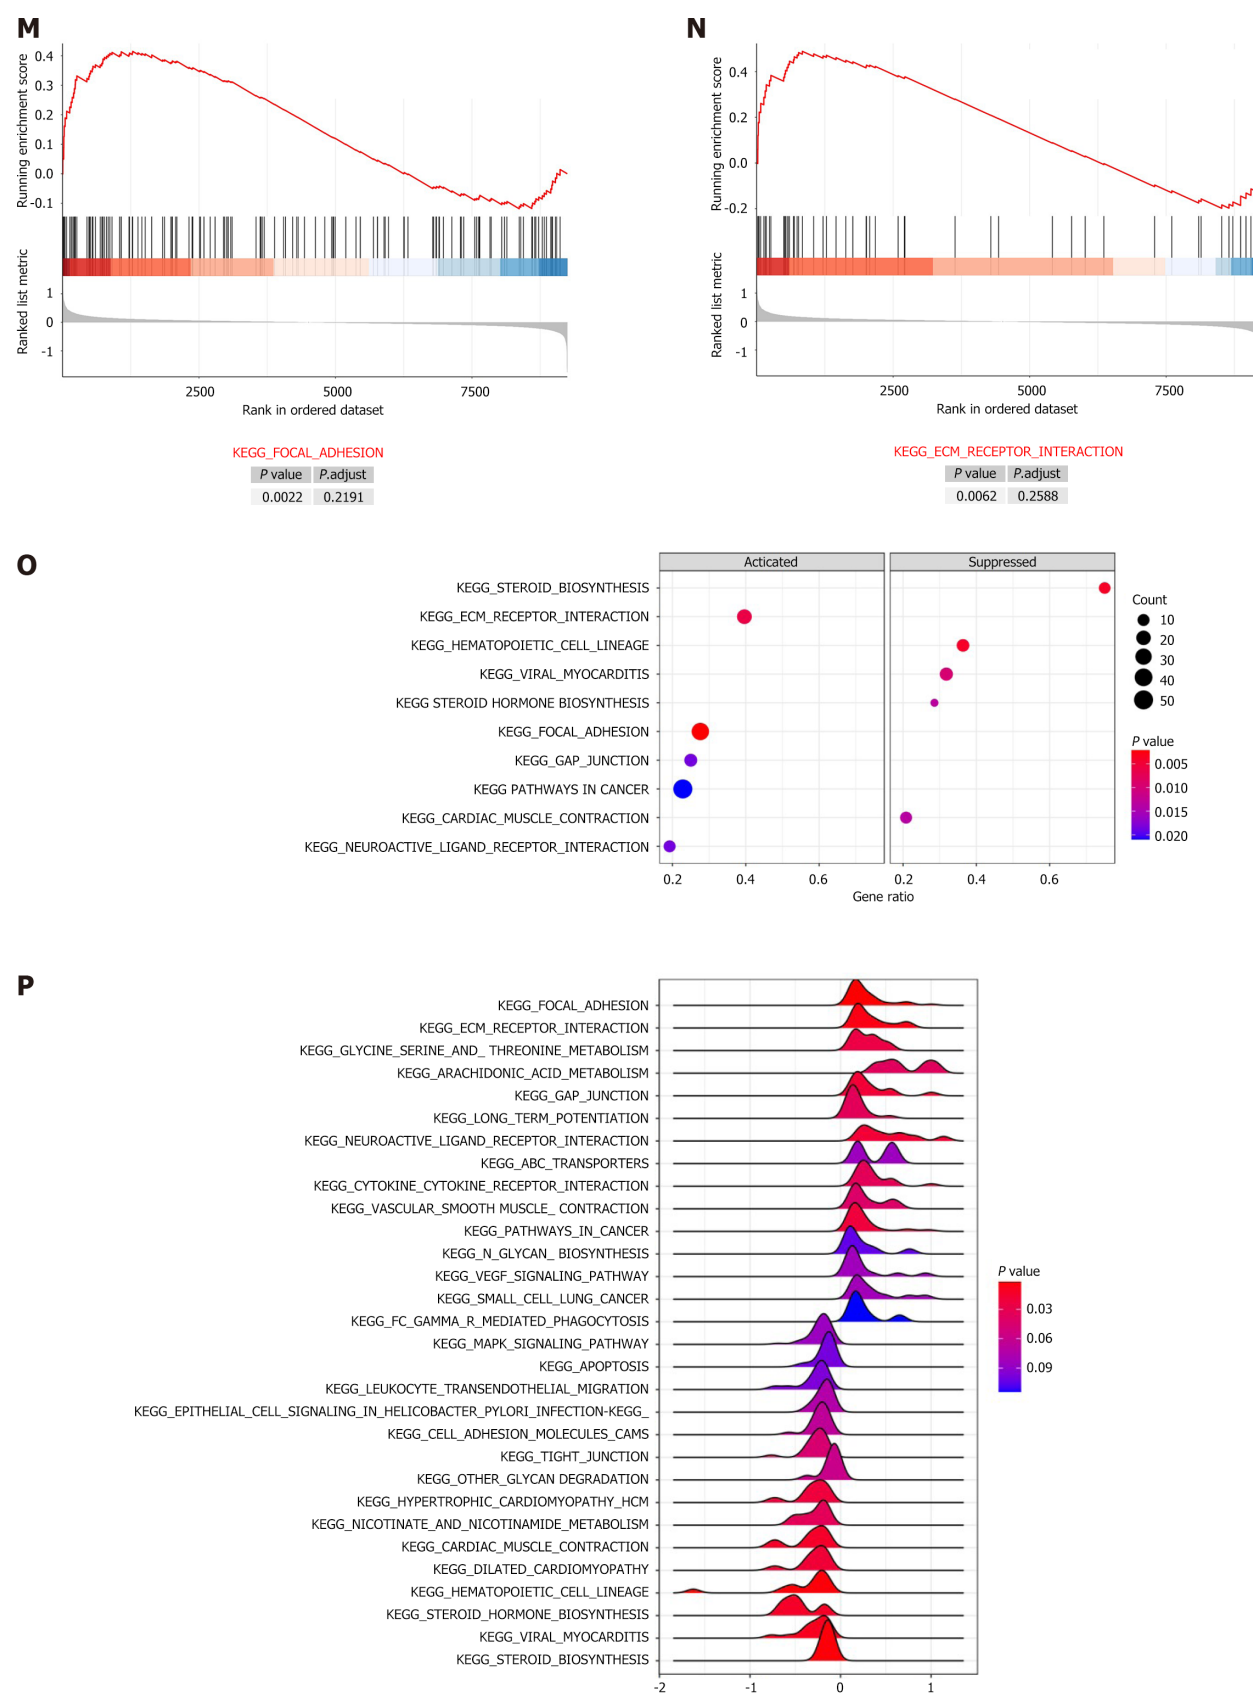 M
Running enrichment score
0.4
0.3
0.2
0.1
0.0
-0.1
Ranked list metric
1
0
-1
2500 5000 7500
Rank in ordered dataset
KEGG_FOCAL_ADHESION
P value P.adjust
0.0022 0.2191
N
Running enrichment score
0.4
0.2
0.0
-0.2
Ranked list metric
1
0
-1
2500 5000 7500
Rank in ordered dataset
KEGG_ECM_RECEPTOR_INTERACTION
P value P.adjust
0.0062 0.2588
O
Acticated Suppressed
KEGG_STEROID_BIOSYNTHESIS
KEGG_ECM_RECEPTOR_INTERACTION
KEGG_HEMATOPOIETIC_CELL_LINEAGE
KEGG_VIRAL_MYOCARDITIS
KEGG STEROID HORMONE BIOSYNTHESIS
KEGG_FOCAL_ADHESION
KEGG_GAP_JUNCTION
KEGG PATHWAYS IN CANCER
KEGG_CARDIAC_MUSCLE_CONTRACTION
KEGG_NEUROACTIVE_LIGAND_RECEPTOR_INTERACTION
0.2 0.4 0.6 0.2 0.4 0.6
Gene ratio
Count
10
20
30
40
50
P value
0.005
0.010
0.015
0.020
P
KEGG_FOCAL_ADHESION
KEGG_ECM_RECEPTOR_INTERACTION
KEGG_GLYCINE_SERINE_AND_ THREONINE_METABOLISM
KEGG_ARACHIDONIC_ACID_METABOLISM
KEGG_GAP_JUNCTION
KEGG_LONG_TERM_POTENTIATION
KEGG_NEUROACTIVE_LIGAND_RECEPTOR_INTERACTION
KEGG_ABC_TRANSPORTERS
KEGG_CYTOKINE_CYTOKINE_RECEPTOR_INTERACTION
KEGG_VASCULAR_SMOOTH MUSCLE_ CONTRACTION
KEGG_PATHWAYS_IN_CANCER
KEGG_N_GLYCAN_ BIOSYNTHESIS
KEGG_VEGF_SIGNALING_PATHWAY
KEGG_SMALL_CELL_LUNG_CANCER
KEGG_FC_GAMMA_R_MEDIATED_PHAGOCYTOSIS
KEGG_MAPK_SIGNALING_PATHWAY
KEGG_APOPTOSIS
KEGG_LEUKOCYTE_TRANSENDOTHELIAL_MIGRATION
KEGG_EPITHELIAL_CELL_SIGNALING_IN_HELICOBACTER_PYLORI_INFECTION-KEGG_
KEGG_CELL_ADHESION_MOLECULES_CAMS
KEGG_TIGHT_JUNCTION
KEGG_OTHER_GLYCAN DEGRADATION
KEGG_HYPERTROPHIC_CARDIOMYOPATHY_HCM
KEGG_NICOTINATE_AND_NICOTINAMIDE_METABOLISM
KEGG_CARDIAC_MUSCLE_CONTRACTION
KEGG_DILATED_CARDIOMYOPATHY
KEGG_HEMATOPOIETIC_CELL_LINEAGE
KEGG_STEROID_HORMONE_BIOSYNTHESIS
KEGG_VIRAL_MYOCARDITIS
KEGG_STEROID_BIOSYNTHESIS
-2 -1 0 1
P value
0.03
0.06
0.09